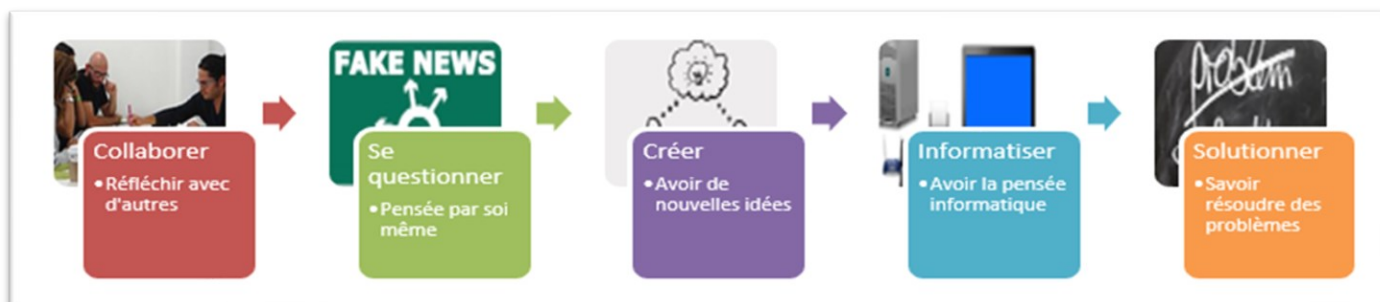 Collaborer
•Réfléchir avec
d'autres
FAKE NEWS
Se
questionner
•Pensée par soi
même
Créer
•Avoir de
nouvelles idées
Informatiser
•Avoir la pensée
informatique
Problem
Solutionner
•Savoir
résoudre des
problèmes